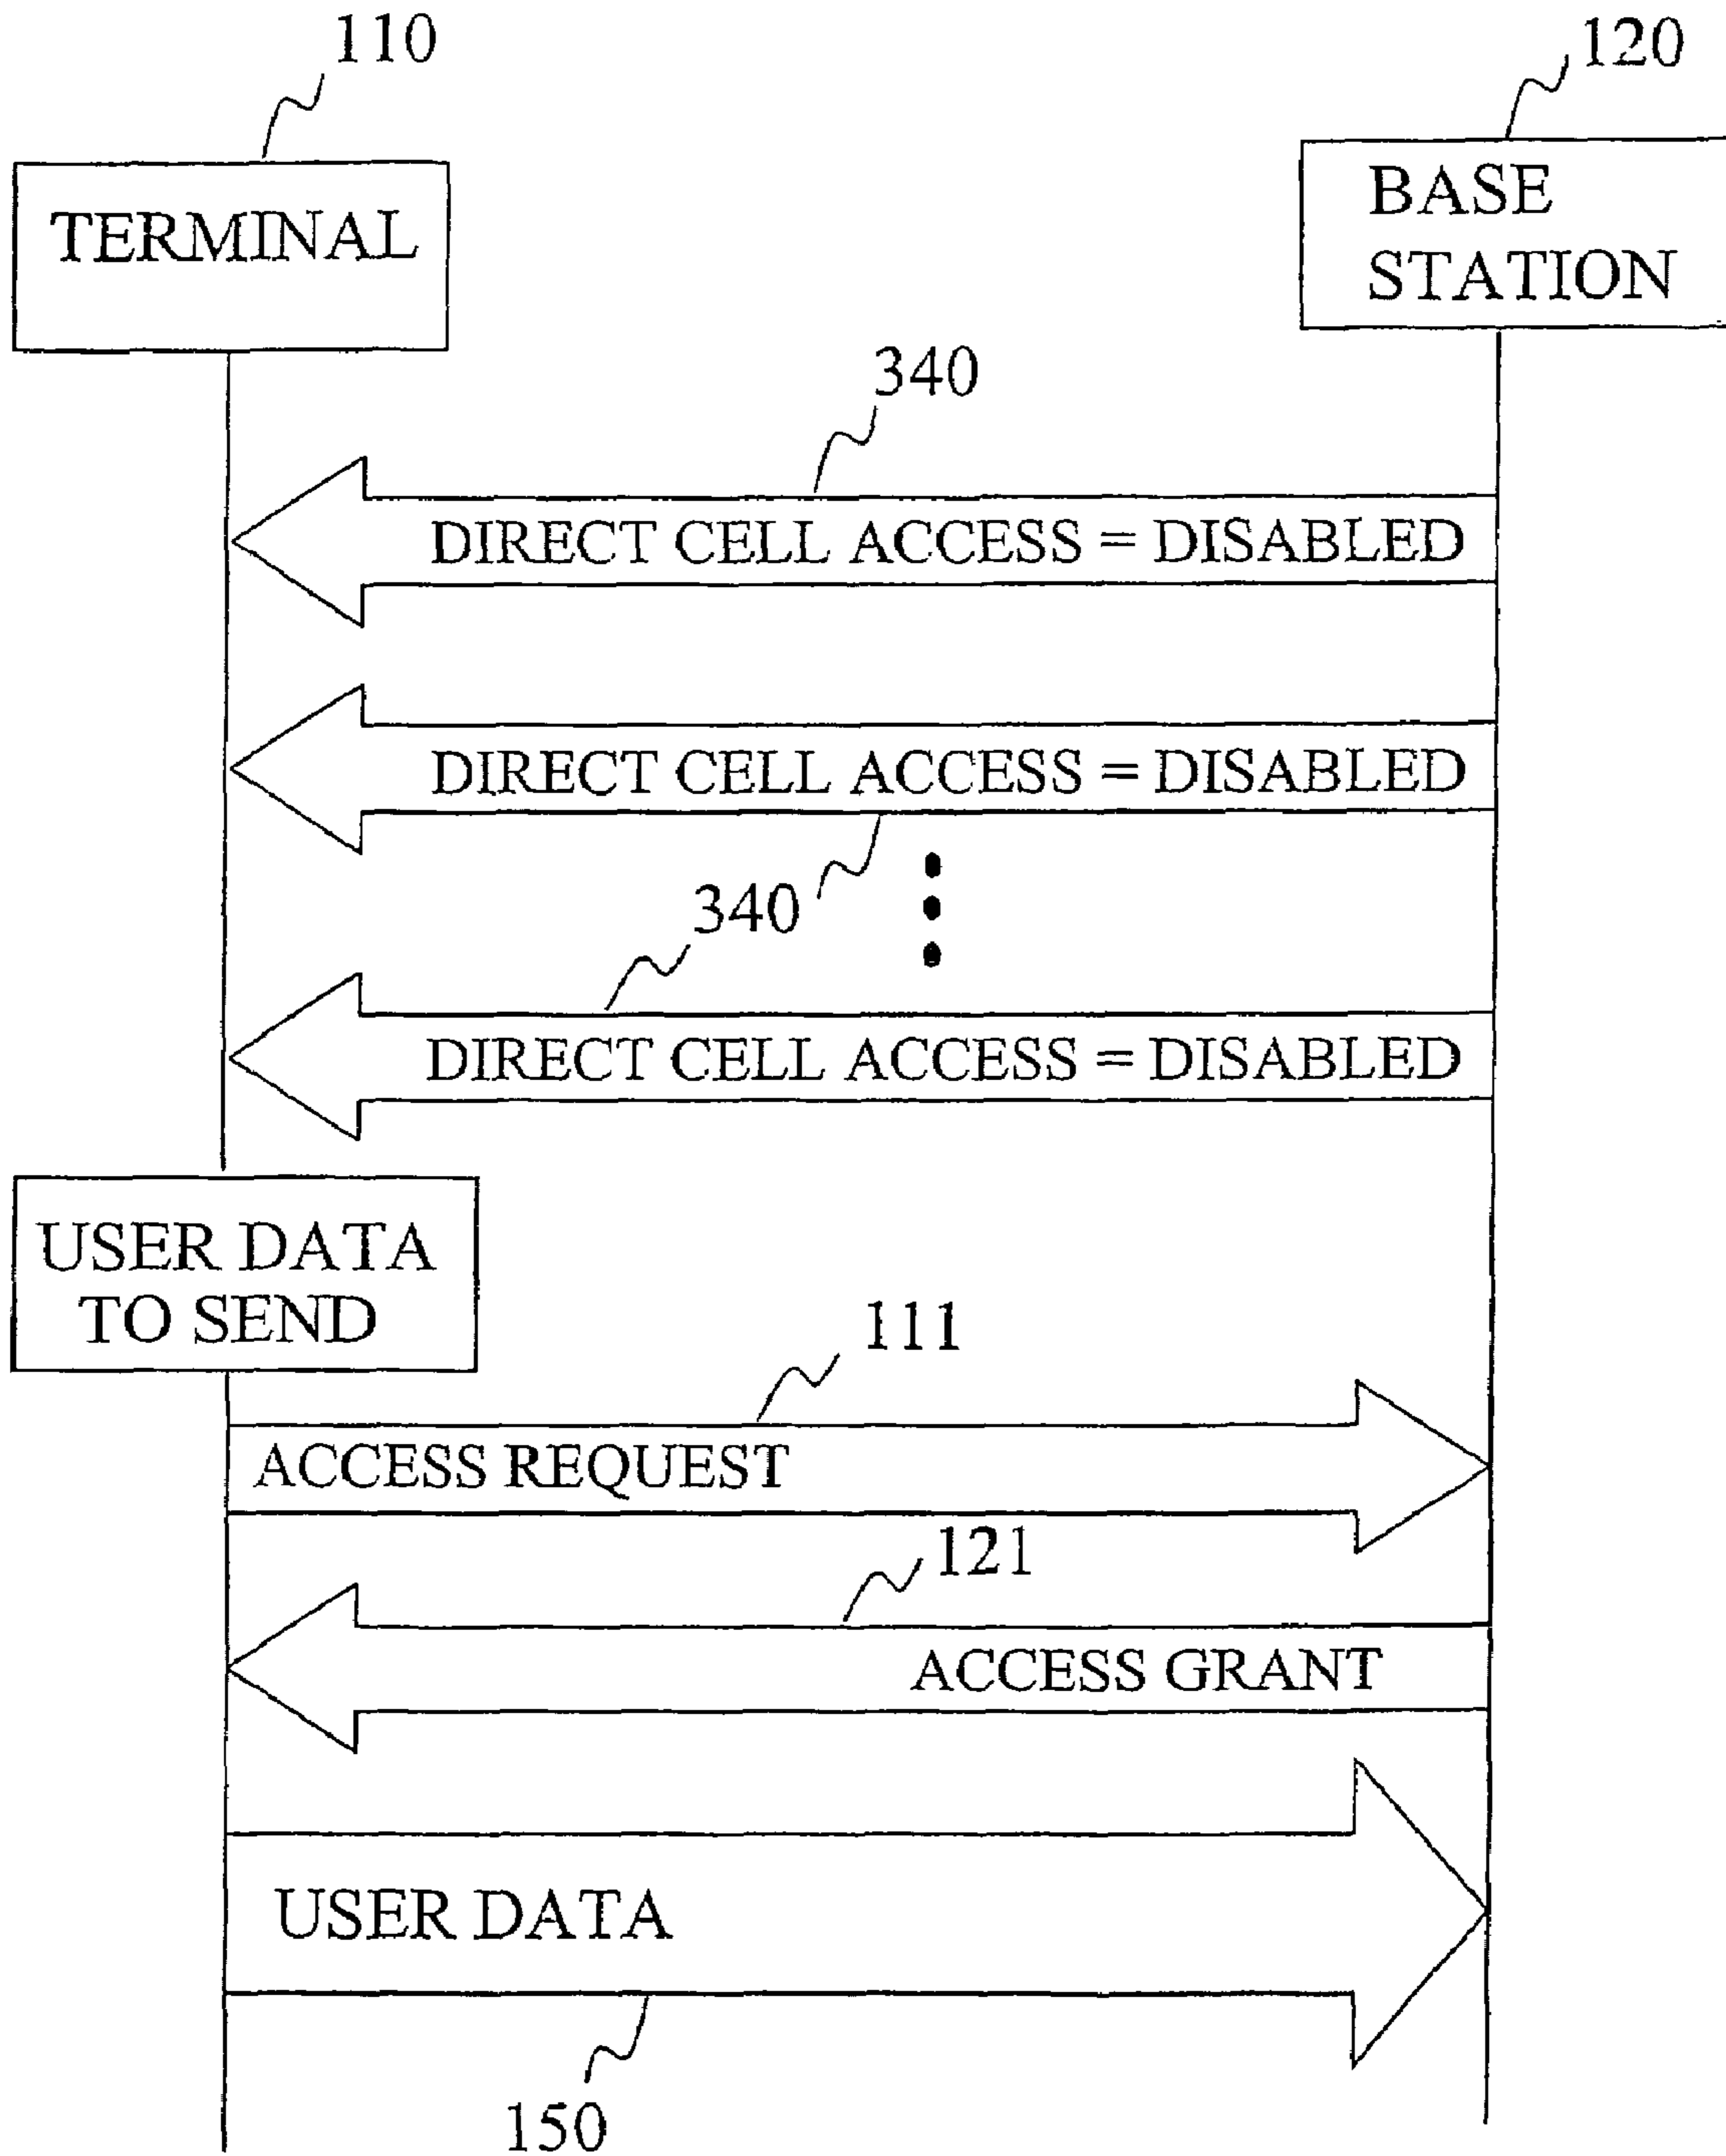 110
120
TERMINAL
BASE
STATION
340
DIRECT CELL ACCESS = DISABLED
DIRECT CELL ACCESS = DISABLED
340
DIRECT CELL ACCESS = DISABLED
USER DATA
TO SEND
111
ACCESS REQUEST
121
ACCESS GRANT
USER DATA
150